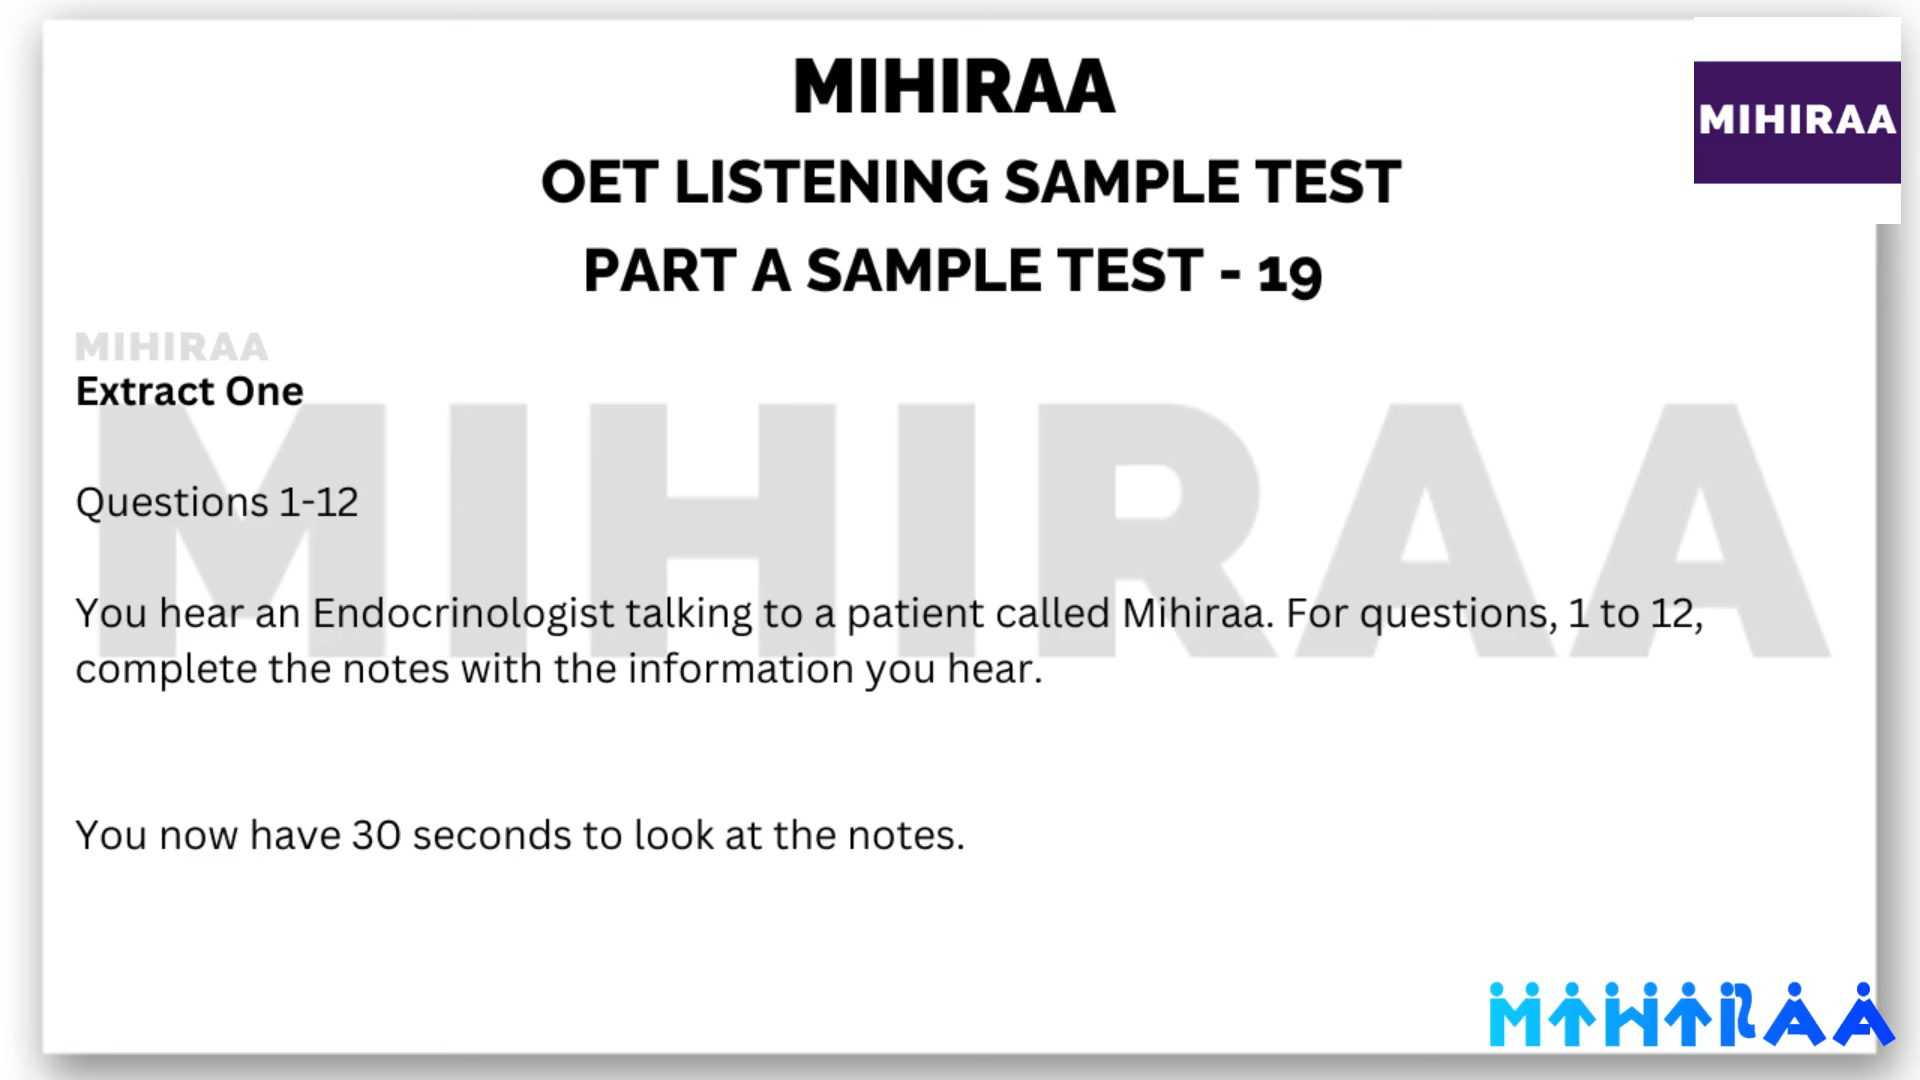 MIHIRAA
MIHIRAA
OET LISTENING SAMPLE TEST
PART A SAMPLE TEST - 19
MIHIRAA
Extract One
MIHIRAA
Questions 1-12
You hear an Endocrinologist talking to a patient called Mihiraa. For questions, 1 to 12,
complete the notes with the information you hear.
You now have 30 seconds to look at the notes.
MIHIRAA